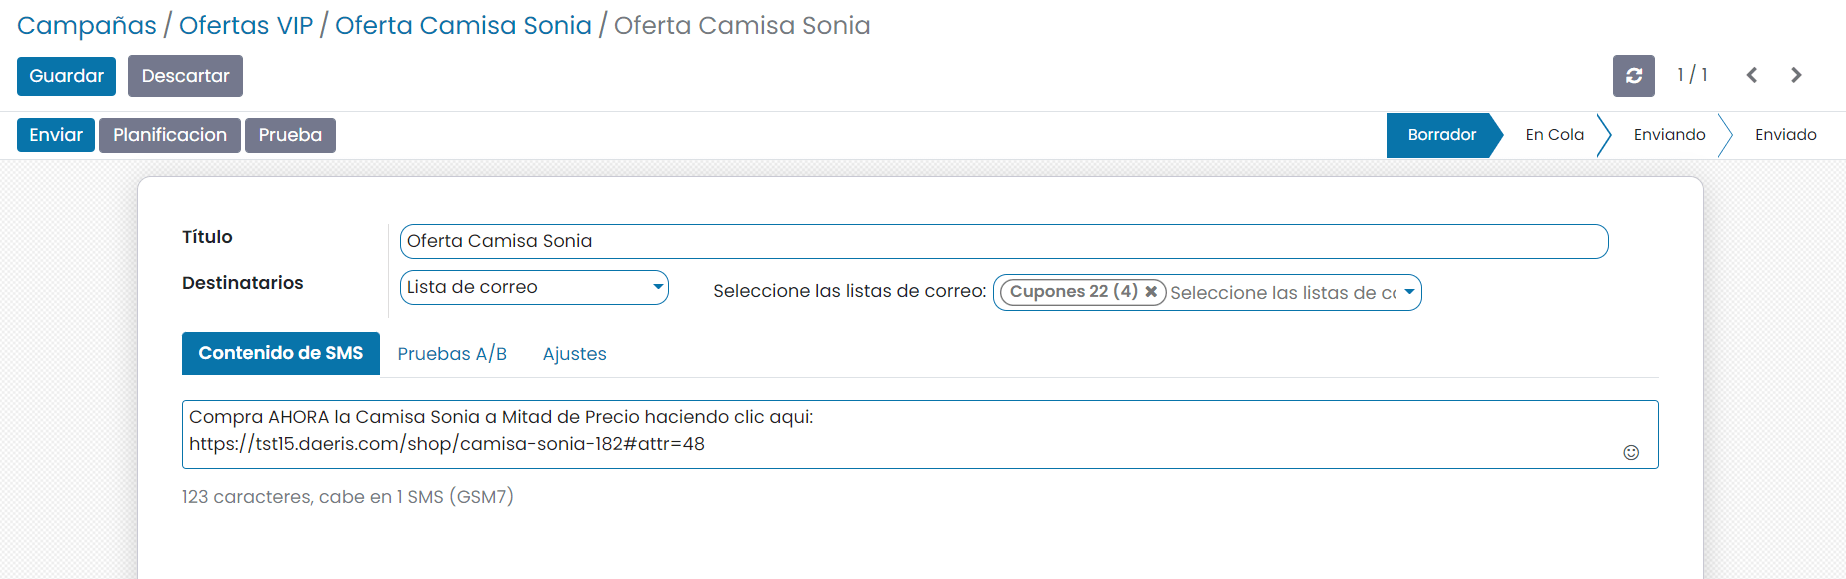 Campañas / Ofertas VIP / Oferta Camisa Sonia / Oferta Camisa Sonia
Guardar Descartar 1 / 1
Enviar Planificacion Prueba Borrador En Cola Enviando Enviado
Título Oferta Camisa Sonia
Destinatarios Lista de correo Seleccione las listas de correo: Cupones 22 (4) Seleccione las listas de c
Contenido de SMS Pruebas A/B Ajustes
Compra AHORA la Camisa Sonia a Mitad de Precio haciendo clic aqui:
https://tst15.daeris.com/shop/camisa-sonia-182#attr=48
123 caracteres, cabe en 1 SMS (GSM7)